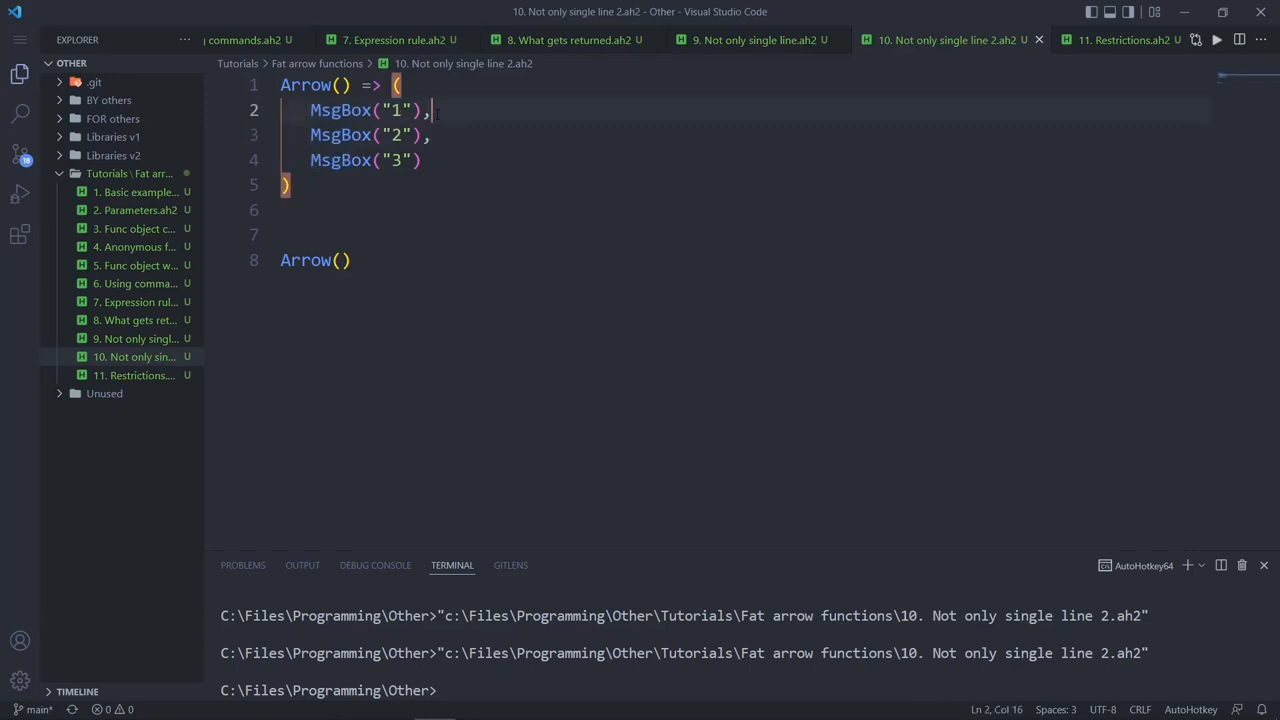 10. Not only single line 2.ah2 - Other - Visual Studio Code
EXPLORER
g commands.ah2 U
7. Expression rule.ah2 U
8. What gets returned.ah2 U
9. Not only single line.ah2 U
10. Not only single line 2.ah2 U
11. Restrictions.ah2 U
OTHER
.git
BY others
FOR others
Libraries v1
Libraries v2
Tutorials \ Fat arr...
1. Basic example... U
2. Parameters.ah2 U
3. Func object c... U
4. Anonymous f... U
5. Func object w... U
6. Using comma... U
7. Expression rul... U
8. What gets ret... U
9. Not only singl... U
10. Not only sin... U
11. Restrictions.... U
Unused
TIMELINE
18
Tutorials > Fat arrow functions > 10. Not only single line 2.ah2
1 Arrow() => (
2 MsgBox("1"),
3 MsgBox("2"),
4 MsgBox("3")
5 )
6
7
8 Arrow()
PROBLEMS OUTPUT DEBUG CONSOLE TERMINAL GITLENS
AutoHotkey64
C:\Files\Programming\Other>"c:\Files\Programming\Other\Tutorials\Fat arrow functions\10. Not only single line 2.ah2"
C:\Files\Programming\Other>"c:\Files\Programming\Other\Tutorials\Fat arrow functions\10. Not only single line 2.ah2"
C:\Files\Programming\Other>
main* 0 0 Ln 2, Col 16 Spaces: 3 UTF-8 CRLF AutoHotkey